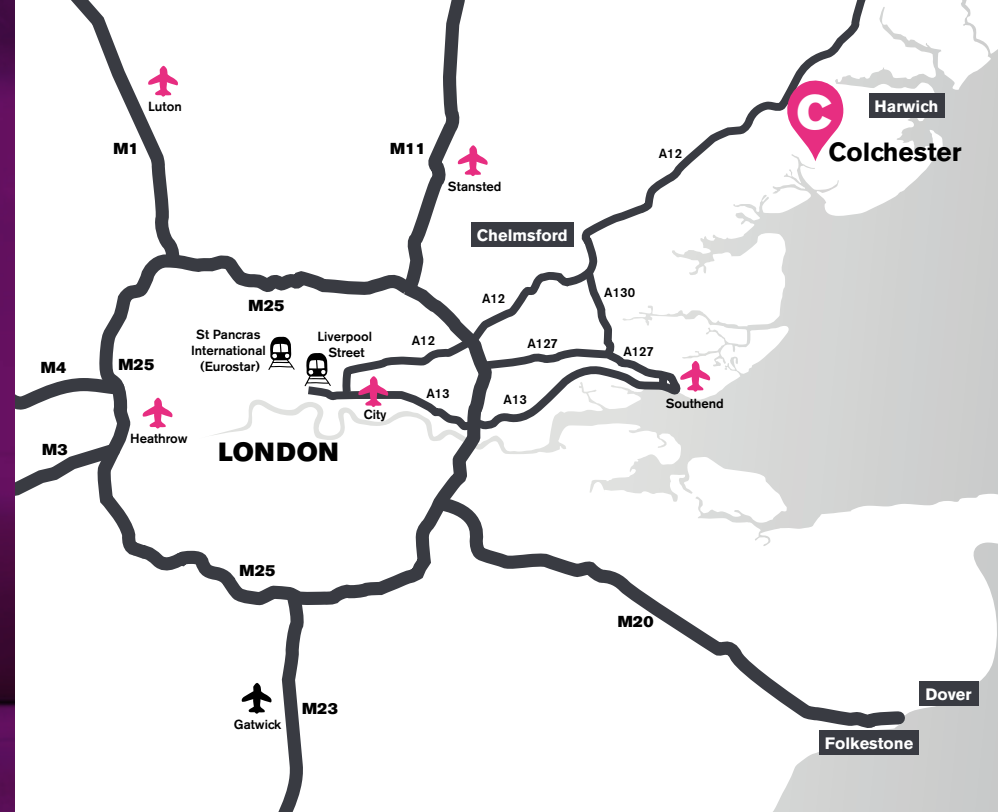 Luton
M1
M11
Stansted
A12
C
Harwich
Colchester
Chelmsford
M25
A12
A130
St Pancras
International
(Eurostar)
Liverpool
Street
A12
A127
A127
M4
M25
Heathrow
City
A13
A13
Southend
M3
LONDON
M25
M20
Gatwick
M23
Dover
Folkestone